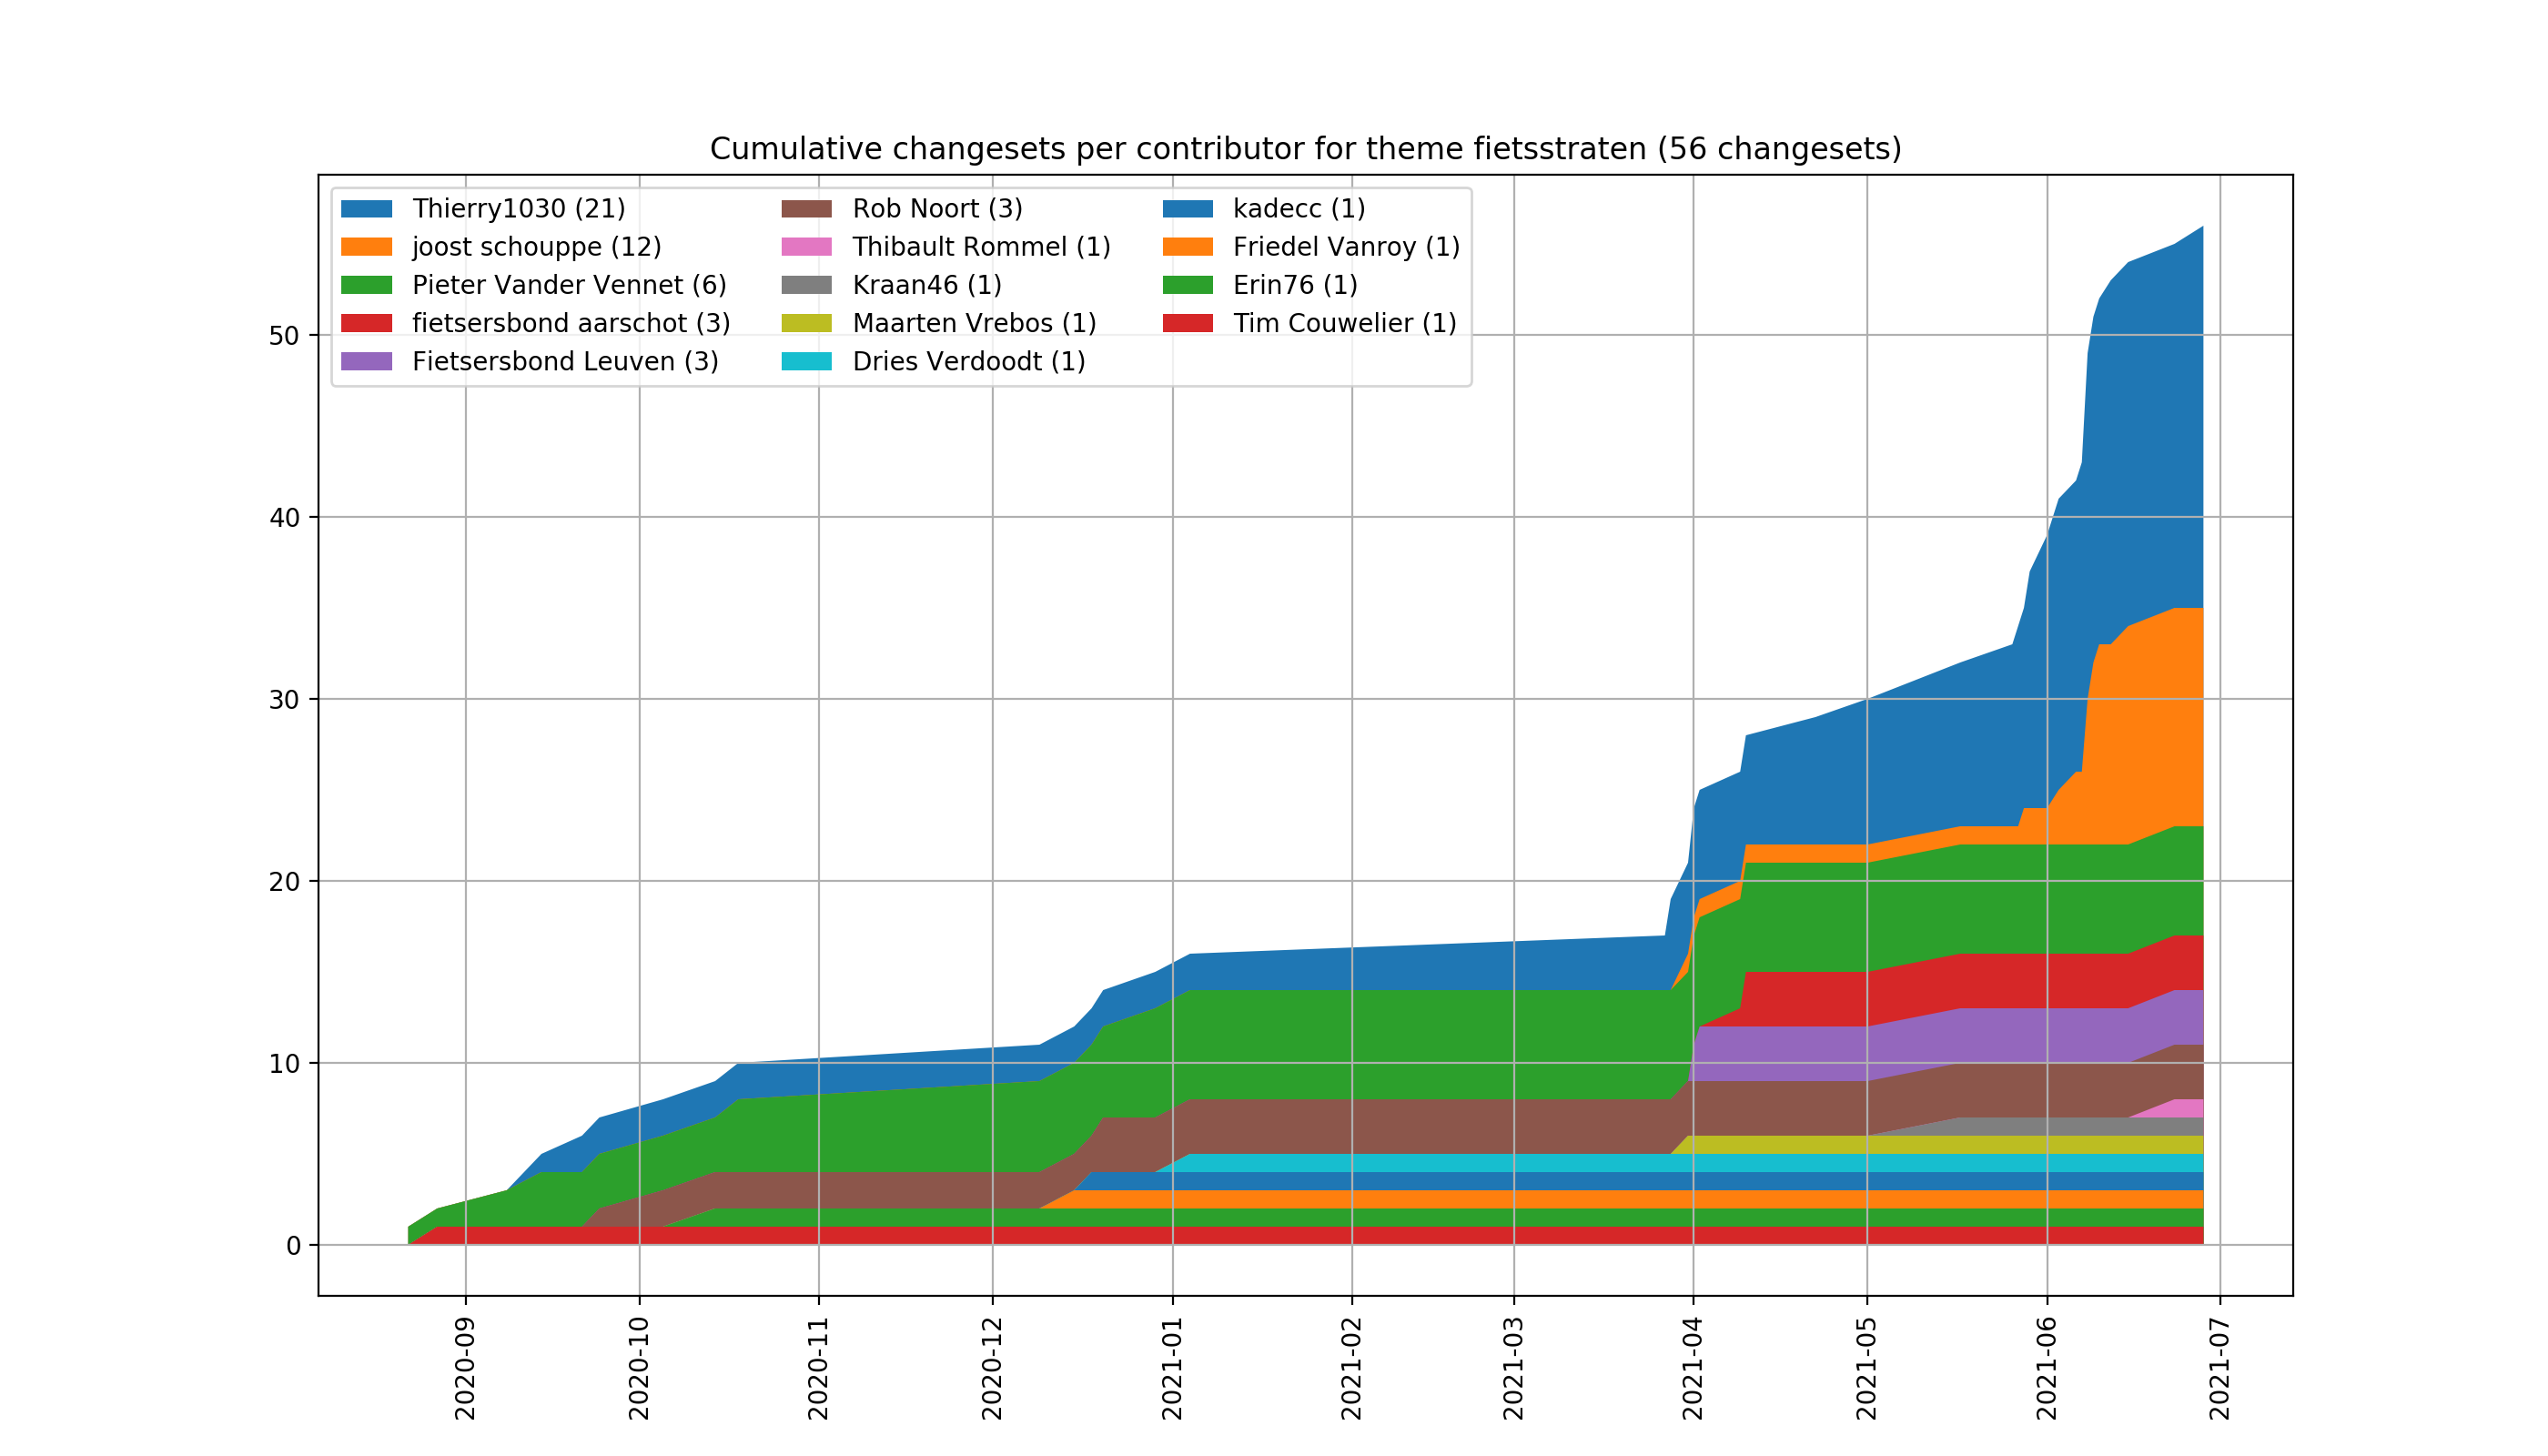 Cumulative changesets per contributor for theme fietsstraten (56 changesets)
Thierry1030 (21)
joost schouppe (12)
Pieter Vander Vennet (6)
fietsersbond aarschot (3)
Fietsersbond Leuven (3)
Rob Noort (3)
Thibault Rommel (1)
Kraan46 (1)
Maarten Vrebos (1)
Dries Verdoodt (1)
kadecc (1)
Friedel Vanroy (1)
Erin76 (1)
Tim Couwelier (1)
50
40
30
20
10
0
2020-09
2020-10
2020-11
2020-12
2021-01
2021-02
2021-03
2021-04
2021-05
2021-06
2021-07